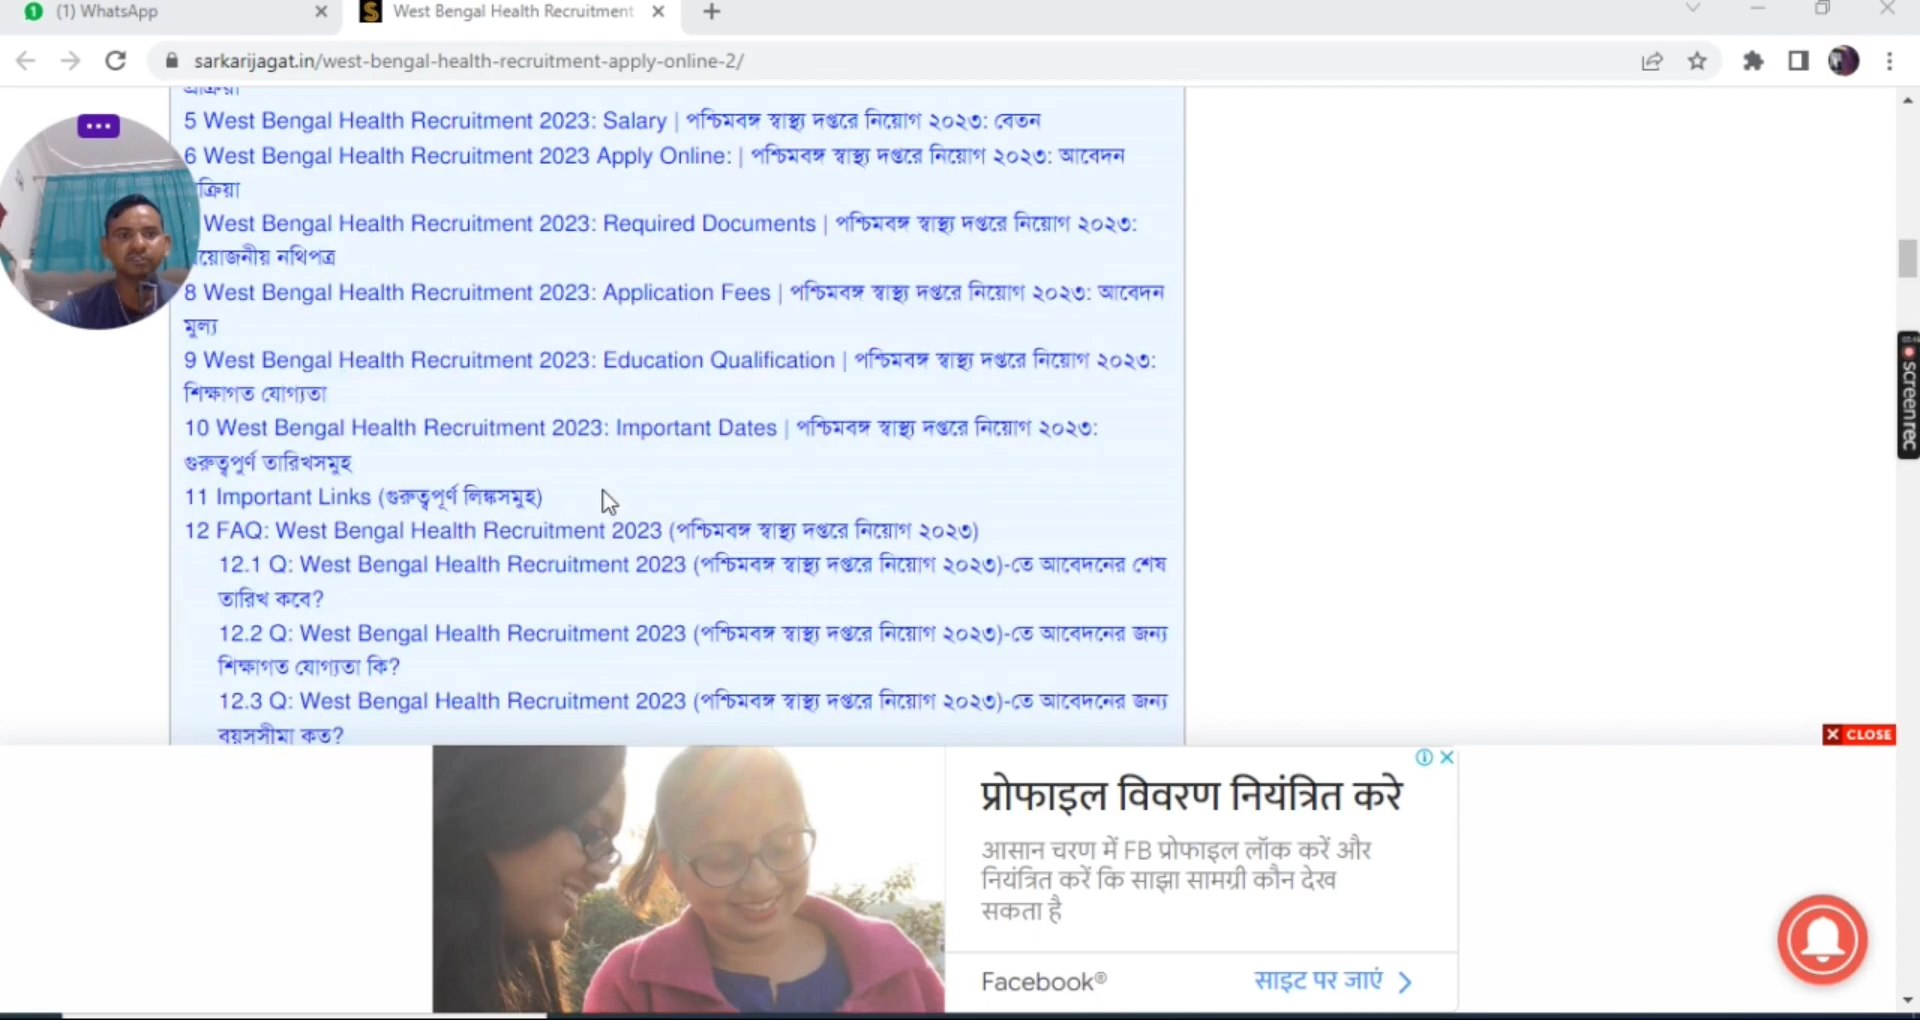 (1) WhatsApp
West Bengal Health Recruitment
sarkarijagat.in/west-bengal-health-recruitment-apply-online-2/
5 West Bengal Health Recruitment 2023: Salary | পশ্চিমবঙ্গ স্বাস্থ্য দপ্তরে নিয়োগ ২০২৩: বেতন
6 West Bengal Health Recruitment 2023 Apply Online: | পশ্চিমবঙ্গ স্বাস্থ্য দপ্তরে নিয়োগ ২০২৩: আবেদন
West Bengal Health Recruitment 2023: Required Documents | পশ্চিমবঙ্গ স্বাস্থ্য দপ্তরে নিয়োগ ২০২৩:
নথিপত্র
8 West Bengal Health Recruitment 2023: Application Fees | পশ্চিমবঙ্গ স্বাস্থ্য দপ্তরে নিয়োগ ২০২৩: আবেদন
মুল্য
9 West Bengal Health Recruitment 2023: Education Qualification | পশ্চিমবঙ্গ স্বাস্থ্য দপ্তরে নিয়োগ ২০২৩:
শিক্ষাগত যোগ্যতা
10 West Bengal Health Recruitment 2023: Important Dates | পশ্চিমবঙ্গ স্বাস্থ্য দপ্তরে নিয়োগ ২০২৩:
গুরুত্বপুর্ণ তারিখসমুহ
11 Important Links (গুরুত্বপূর্ণ লিঙ্কসমুহ)
12 FAQ: West Bengal Health Recruitment 2023 (পশ্চিমবঙ্গ স্বাস্থ্য দপ্তরে নিয়োগ ২০২৩)
12.1 Q: West Bengal Health Recruitment 2023 (পশ্চিমবঙ্গ স্বাস্থ্য দপ্তরে নিয়োগ ২০২৩)-তে আবেদনের শেষ
তারিখ কবে?
12.2 Q: West Bengal Health Recruitment 2023 (পশ্চিমবঙ্গ স্বাস্থ্য দপ্তরে নিয়োগ ২০২৩)-তে আবেদনের জন্য
শিক্ষাগত যোগ্যতা কি?
12.3 Q: West Bengal Health Recruitment 2023 (পশ্চিমবঙ্গ স্বাস্থ্য দপ্তরে নিয়োগ ২০২৩)-তে আবেদনের জন্য
বয়সসীমা কত?
screenrec
CLOSE
प्रोफाइल विवरण नियंत्रित करे
आसान चरण में FB प्रोफाइल लॉक करें और
नियंत्रित करें कि साझा सामग्री कौन देख
सकता है
Facebook®
साइट पर जाएं